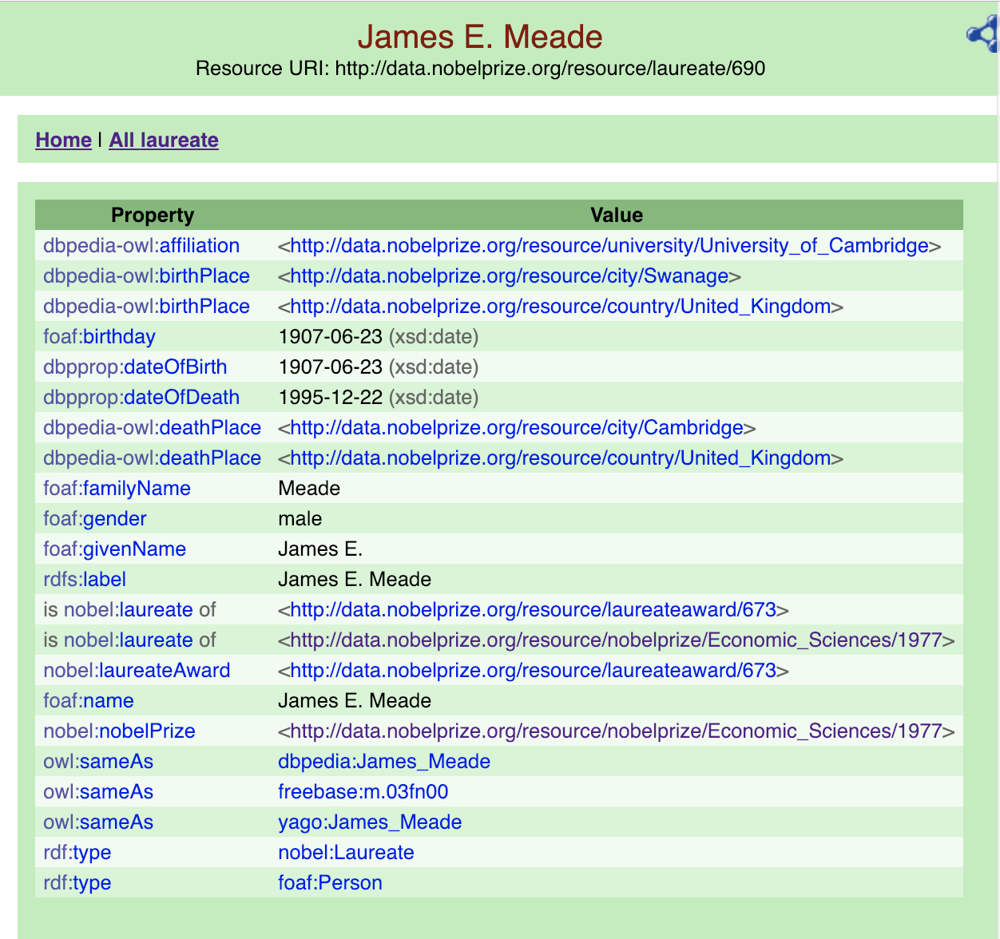 James E. Meade
Resource URI: http://data.nobelprize.org/resource/laureate/690
Home | All laureate
Property Value
dbpedia-owl:affiliation <http://data.nobelprize.org/resource/university/University_of_Cambridge>
dbpedia-owl:birthPlace <http://data.nobelprize.org/resource/city/Swanage>
dbpedia-owl:birthPlace <http://data.nobelprize.org/resource/country/United_Kingdom>
foaf:birthday 1907-06-23 (xsd:date)
dbpprop:dateOfBirth 1907-06-23 (xsd:date)
dbpprop:dateOfDeath 1995-12-22 (xsd:date)
dbpedia-owl:deathPlace <http://data.nobelprize.org/resource/city/Cambridge>
dbpedia-owl:deathPlace <http://data.nobelprize.org/resource/country/United_Kingdom>
foaf:familyName Meade
foaf:gender male
foaf:givenName James E.
rdfs:label James E. Meade
is nobel:laureate of <http://data.nobelprize.org/resource/laureateaward/673>
is nobel:laureate of <http://data.nobelprize.org/resource/nobelprize/Economic_Sciences/1977>
nobel:laureateAward <http://data.nobelprize.org/resource/laureateaward/673>
foaf:name James E. Meade
nobel:nobelPrize <http://data.nobelprize.org/resource/nobelprize/Economic_Sciences/1977>
owl:sameAs dbpedia:James_Meade
owl:sameAs freebase:m.03fn00
owl:sameAs yago:James_Meade
rdf:type nobel:Laureate
rdf:type foaf:Person